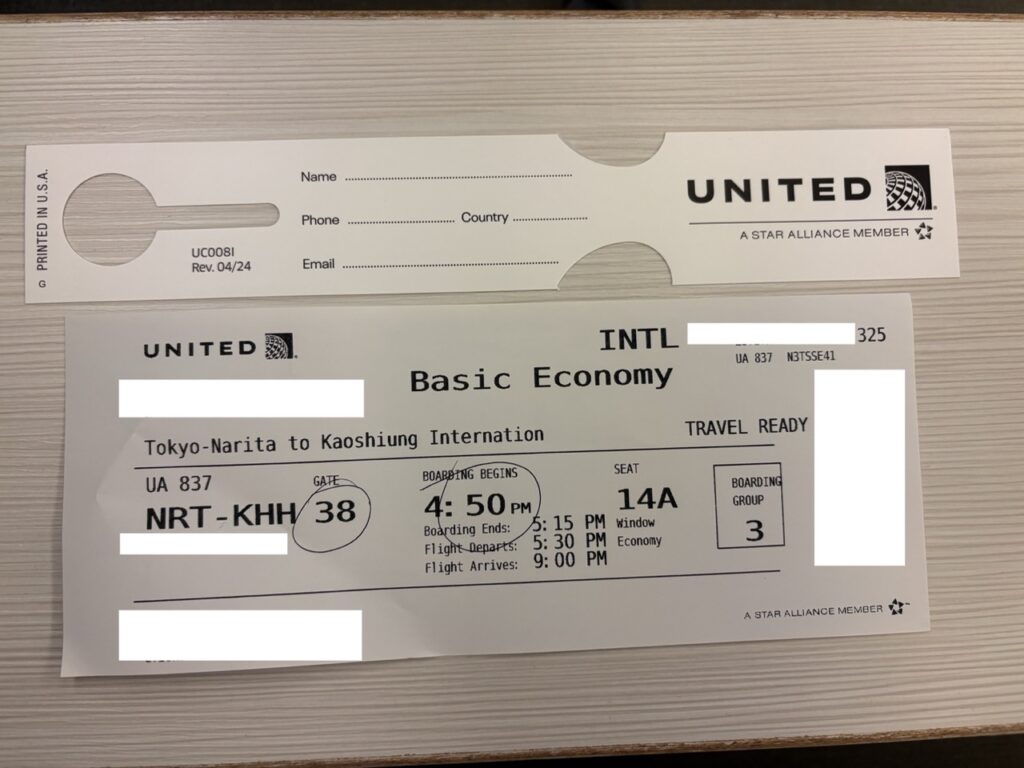 G PRINTED IN U.S.A.
UC008I
Rev. 04/24
Name
Phone Country
Email
UNITED
A STAR ALLIANCE MEMBER
UNITED
INTL 325
UA 837 N3TSSE41
Basic Economy
Tokyo-Narita to Kaoshiung Internation
TRAVEL READY
UA 837
NRT-KHH
GATE
38
BOARDING BEGINS
4:50 PM
Boarding Ends: 5:15 PM
Flight Departs: 5:30 PM
Flight Arrives: 9:00 PM
SEAT
14A
Window
Economy
BOARDING
GROUP
3
A STAR ALLIANCE MEMBER